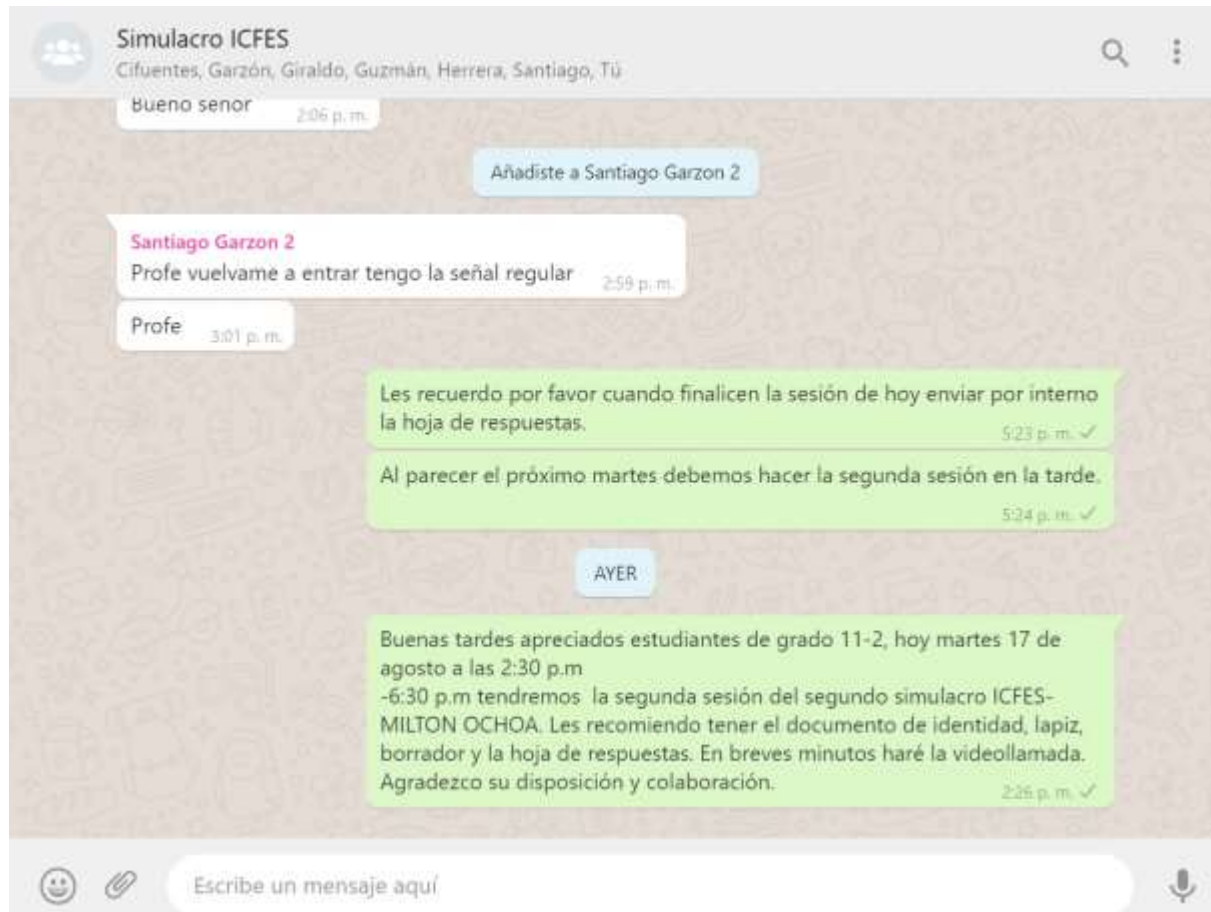 Simulacro ICFES
Cifuentes, Garzón, Giraldo, Guzmán, Herrera, Santiago, Tú
Bueno señor
2:06 p. m.
Añadiste a Santiago Garzon 2
Santiago Garzon 2
Profe vuelvame a entrar tengo la señal regular
2:59 p. m.
Profe
3:01 p. m.
Les recuerdo por favor cuando finalicen la sesión de hoy enviar por interno
la hoja de respuestas.
5:23 p. m.
Al parecer el próximo martes debemos hacer la segunda sesión en la tarde.
5:24 p. m.
AYER
Buenas tardes apreciados estudiantes de grado 11-2, hoy martes 17 de
agosto a las 2:30 p.m
-6:30 p.m tendremos  la segunda sesión del segundo simulacro ICFES-
MILTON OCHOA. Les recomiendo tener el documento de identidad, lapiz,
borrador y la hoja de respuestas. En breves minutos haré la videollamada.
Agradezco su disposición y colaboración.
2:26 p. m.
Escribe un mensaje aquí